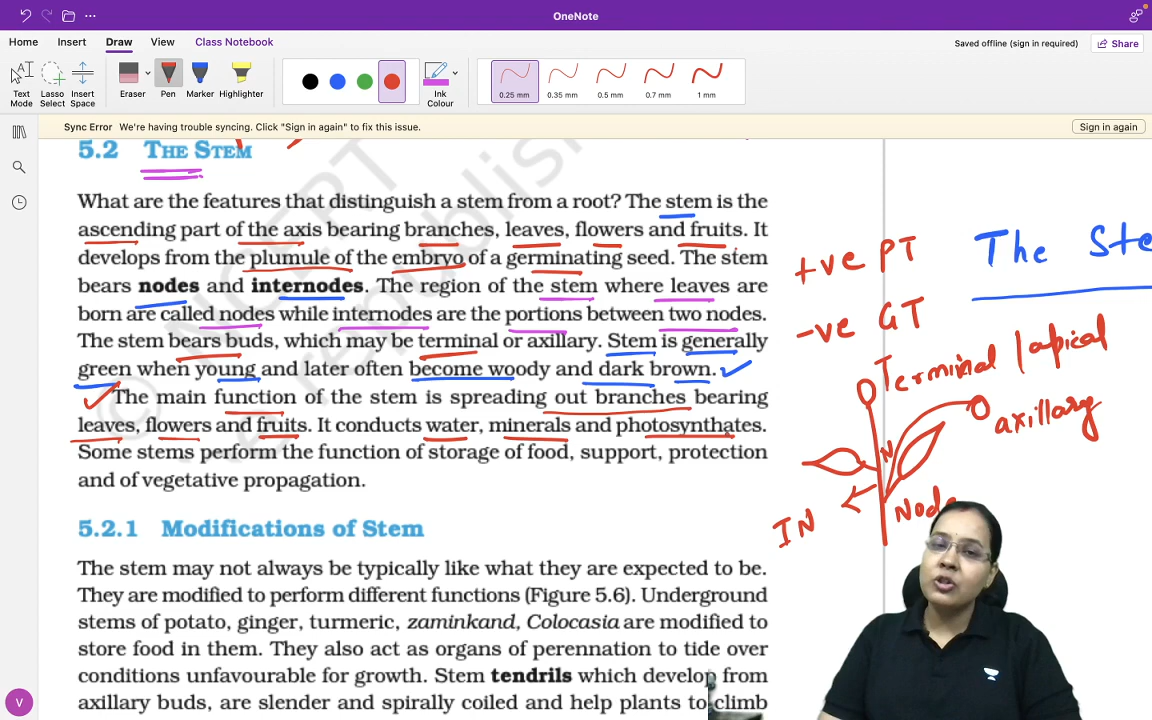 OneNote
Home Insert Draw View Class Notebook
Saved offline (sign in required) Share
Text Mode
Lasso Select
Insert Space
Eraser
Pen
Marker
Highlighter
Ink Colour
0.25 mm 0.35 mm 0.5 mm 0.7 mm 1 mm
Sync Error We're having trouble syncing. Click "Sign in again" to fix this issue. Sign in again
5.2 THE STEM
What are the features that distinguish a stem from a root? The stem is the
ascending part of the axis bearing branches, leaves, flowers and fruits. It
develops from the plumule of the embryo of a germinating seed. The stem
bears nodes and internodes. The region of the stem where leaves are
born are called nodes while internodes are the portions between two nodes.
The stem bears buds, which may be terminal or axillary. Stem is generally
green when young and later often become woody and dark brown.
The main function of the stem is spreading out branches bearing
leaves, flowers and fruits. It conducts water, minerals and photosynthates.
Some stems perform the function of storage of food, support, protection
and of vegetative propagation.
5.2.1 Modifications of Stem
The stem may not always be typically like what they are expected to be.
They are modified to perform different functions (Figure 5.6). Underground
stems of potato, ginger, turmeric, zaminkand, Colocasia are modified to
store food in them. They also act as organs of perennation to tide over
conditions unfavourable for growth. Stem tendrils which develop from
axillary buds, are slender and spirally coiled and help plants to climb
The Ste
+ve PT
-ve GT
Terminal / apical
axillary
N
Node
IN
© NCERT
republish
V